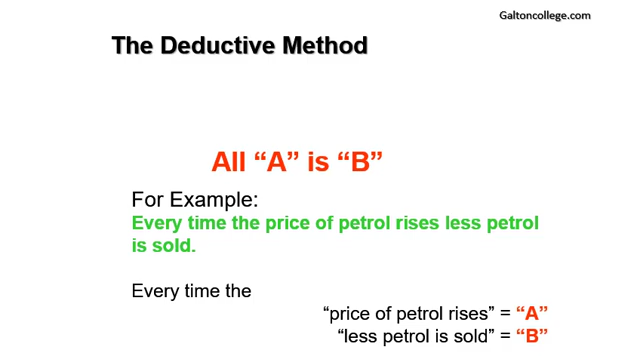 Galtoncollege.com
The Deductive Method
All “A” is “B”
For Example:
Every time the price of petrol rises less petrol
is sold.
Every time the
“price of petrol rises” = “A”
“less petrol is sold” = “B”